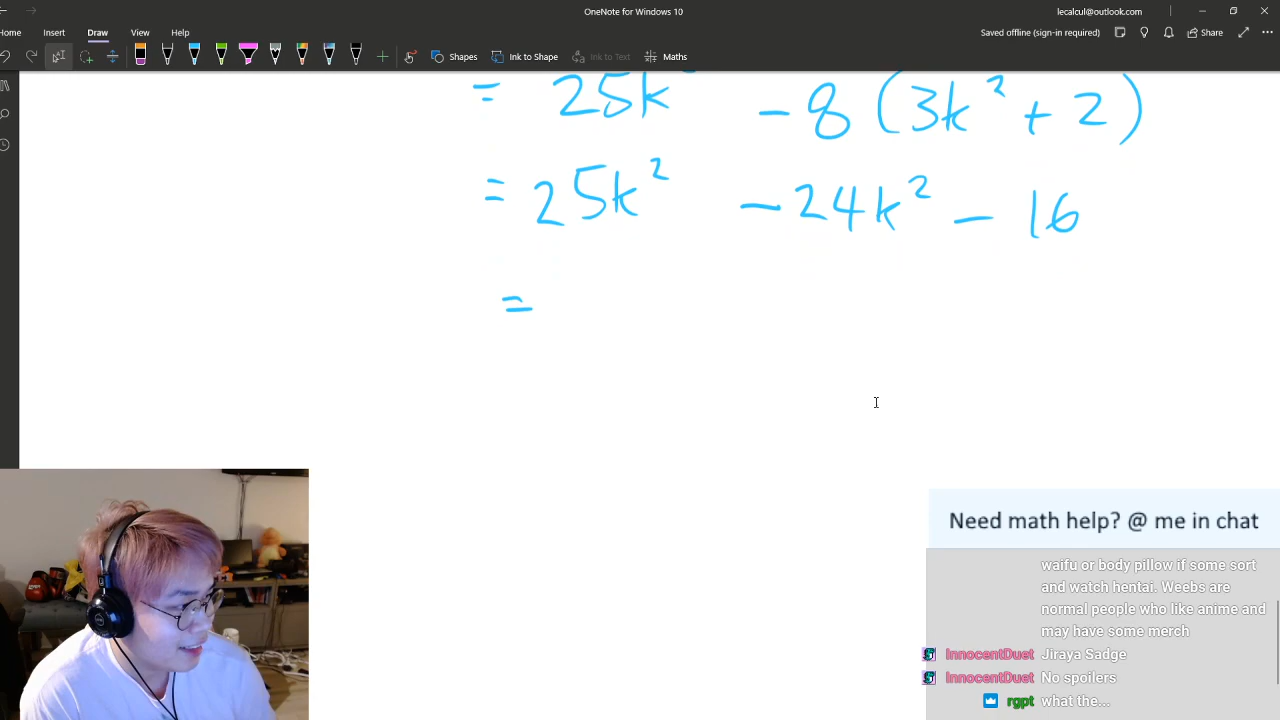 OneNote for Windows 10
lecalcul@outlook.com
Home Insert Draw View Help
Saved offline (sign-in required)
Share
Shapes
Ink to Shape
Ink to Text
Maths
= 25k² - 8 (3k² + 2)
= 25k² - 24k² - 16
=
Need math help? @ me in chat
waifu or body pillow if some sort
and watch hentai. Weebs are
normal people who like anime and
may have some merch
InnocentDuet Jiraya Sadge
InnocentDuet No spoilers
rgpt what the...